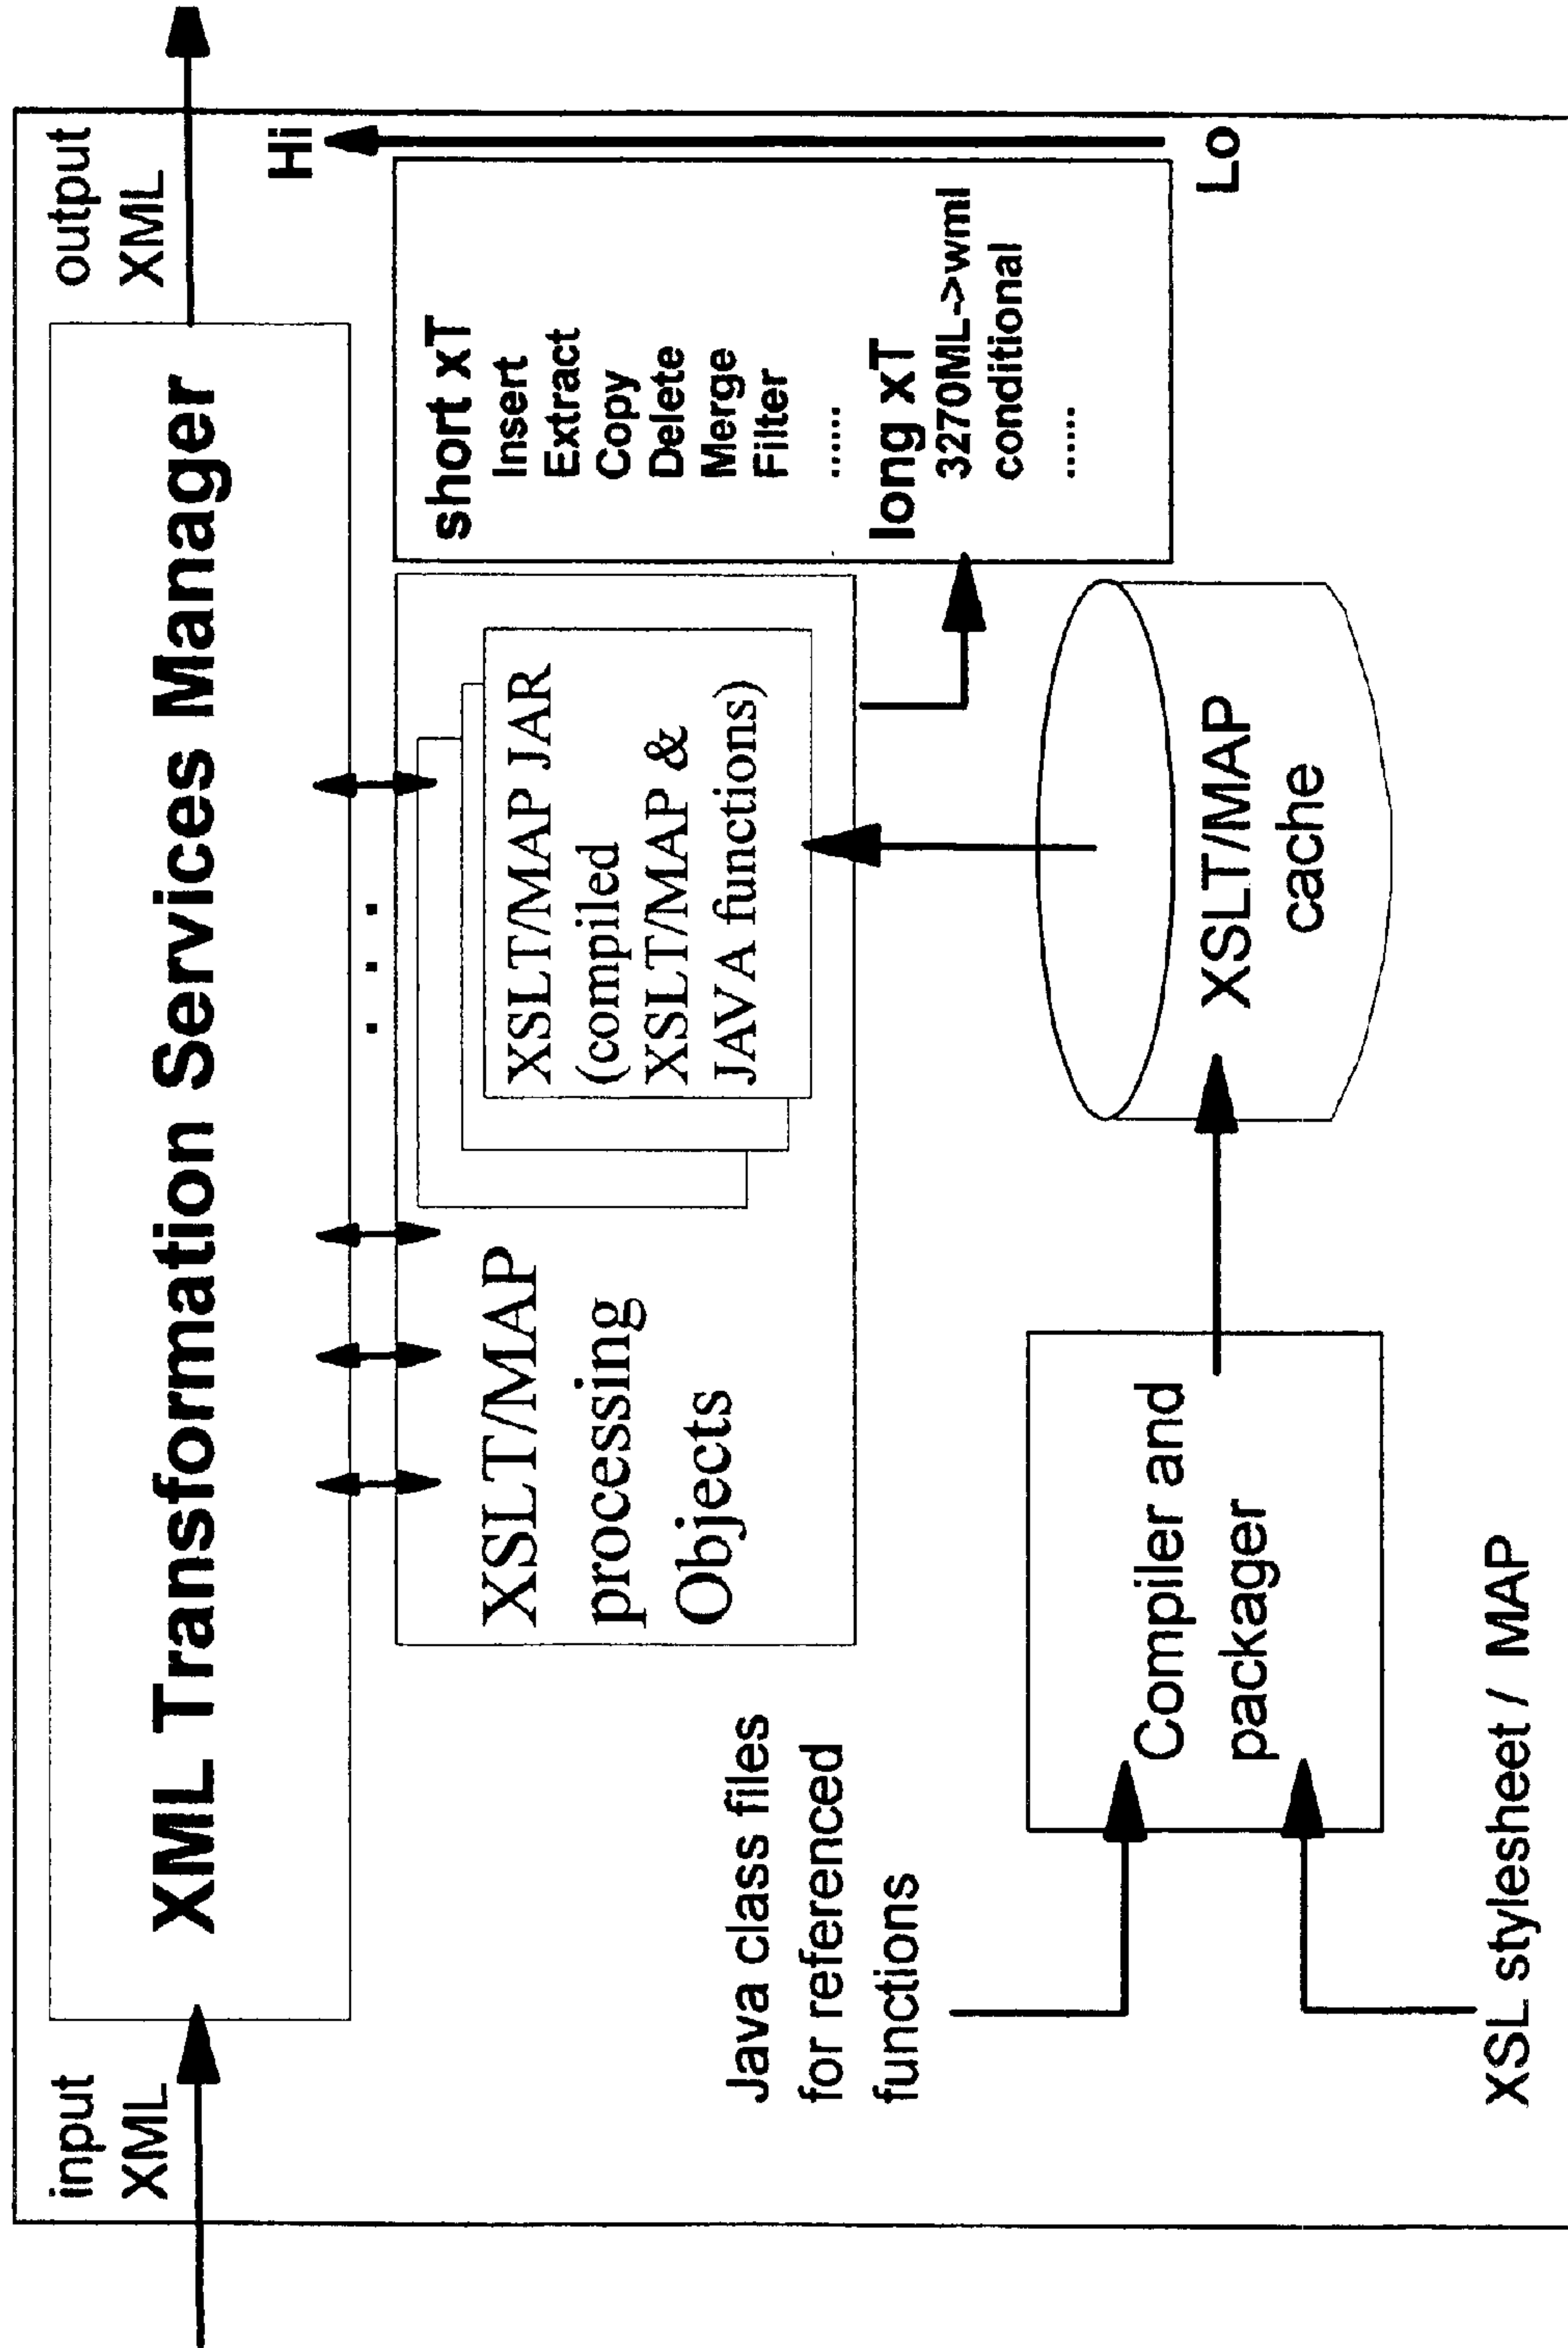 input
XML
XML Transformation Services Manager
output
XML
Hi
. . .
XSLT/MAP
processing
Objects
XSLT/MAP JAR
(compiled
XSLT/MAP &
JAVA functions)
short xT
Insert
Extract
Copy
Delete
Merge
Filter
......
long xT
3270ML->wml
conditional
......
Lo
Java class files
for referenced
functions
Compiler and
packager
XSLT/MAP
cache
XSL stylesheet / MAP